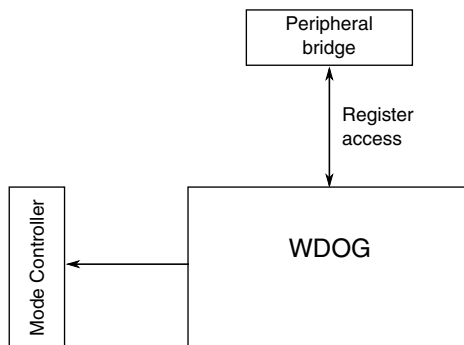 Peripheral
bridge
Register
access
WDOG
Mode Controller